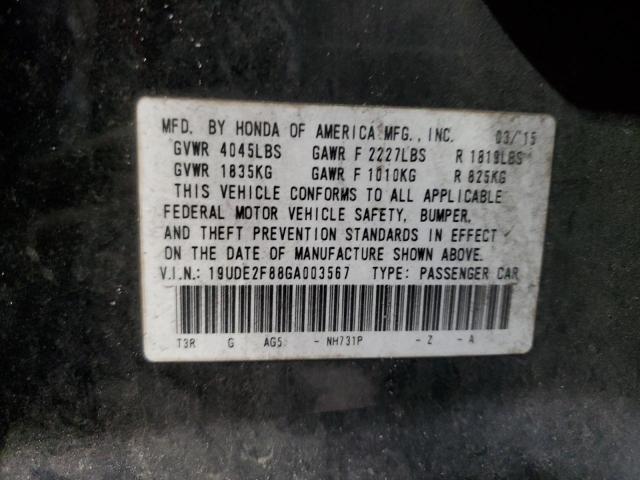 MFD. BY HONDA OF AMERICA MFG., INC. 03/'15
GVWR 4045LBS GAWR F 2227LBS R 1819LBS
GVWR 1835KG GAWR F 1010KG R 825KG
THIS VEHICLE CONFORMS TO ALL APPLICABLE
FEDERAL MOTOR VEHICLE SAFETY, BUMPER,
AND THEFT PREVENTION STANDARDS IN EFFECT
ON THE DATE OF MANUFACTURE SHOWN ABOVE.
V.I.N.: 19UDE2F88GA003567 TYPE: PASSENGER CAR
T3R G AG5 - NH731P - Z - A